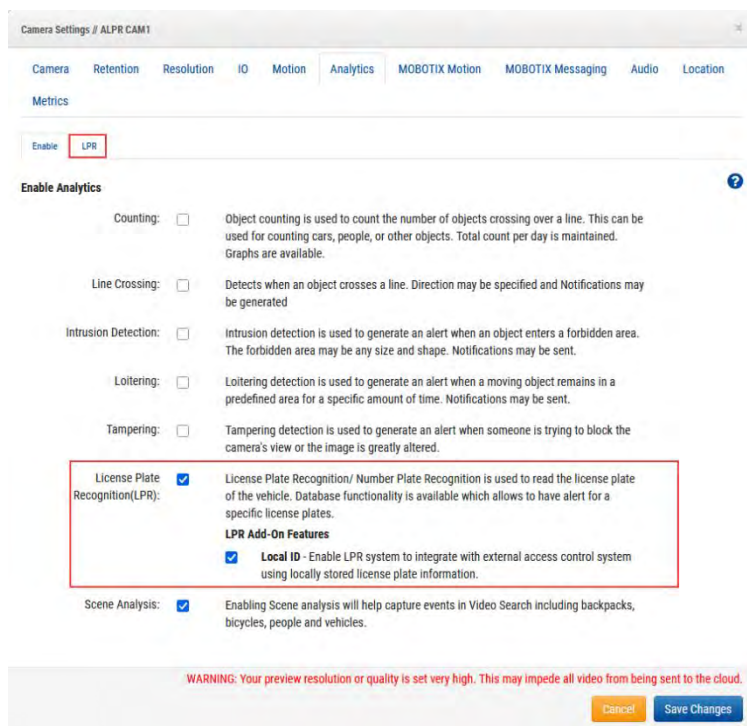 Camera Settings // ALPR CAM1
×
Camera Retention Resolution IO Motion Analytics MOBOTIX Motion MOBOTIX Messaging Audio Location
Metrics
Enable LPR
Enable Analytics
?
Counting: Object counting is used to count the number of objects crossing over a line. This can be
used for counting cars, people, or other objects. Total count per day is maintained.
Graphs are available.
Line Crossing: Detects when an object crosses a line. Direction may be specified and Notifications may
be generated
Intrusion Detection: Intrusion detection is used to generate an alert when an object enters a forbidden area.
The forbidden area may be any size and shape. Notifications may be sent.
Loitering: Loitering detection is used to generate an alert when a moving object remains in a
predefined area for a specific amount of time. Notifications may be sent.
Tampering: Tampering detection is used to generate an alert when someone is trying to block the
camera's view or the image is greatly altered.
License Plate License Plate Recognition/ Number Plate Recognition is used to read the license plate
Recognition(LPR): of the vehicle. Database functionality is available which allows to have alert for a
specific license plates.
LPR Add-On Features
Local ID - Enable LPR system to integrate with external access control system
using locally stored license plate information.
Scene Analysis: Enabling Scene analysis will help capture events in Video Search including backpacks,
bicycles, people and vehicles.
WARNING: Your preview resolution or quality is set very high. This may impede all video from being sent to the cloud.
Cancel Save Changes